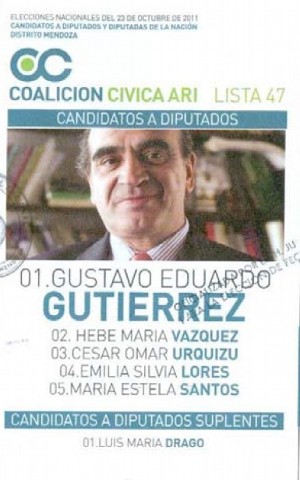 ELECCIONES NACIONALES DEL 23 DE OCTUBRE DE 2011
CANDIDATOS A DIPUTADOS Y DIPUTADAS DE LA NACIÓN
DISTRITO MENDOZA
CC
COALICION CIVICA ARI LISTA 47
CANDIDATOS A DIPUTADOS
01.GUSTAVO EDUARDO
GUTIERREZ
02. HEBE MARIA VAZQUEZ
03.CESAR OMAR URQUIZU
04.EMILIA SILVIA LORES
05.MARIA ESTELA SANTOS
CANDIDATOS A DIPUTADOS SUPLENTES
01.LUIS MARIA DRAGO